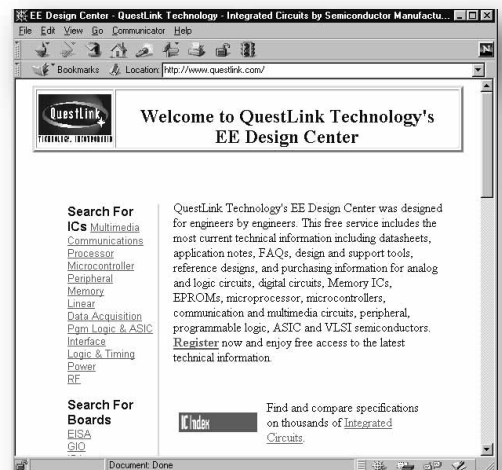 EE Design Center - QuestLink Technology - Integrated Circuits by Semiconductor Manufactu...
File Edit View Go Communicator Help
Bookmarks Location: http://www.questlink.com/
QuestLink
TECHNOLOGY, INCORPORATED
Welcome to QuestLink Technology's
EE Design Center
Search For
ICs Multimedia
Communications
Processor
Microcontroller
Peripheral
Memory
Linear
Data Acquisition
Pgm Logic & ASIC
Interface
Logic & Timing
Power
RF
Search For
Boards
EISA
GIO
QuestLink Technology's EE Design Center was designed
for engineers by engineers. This free service includes the
most current technical information including datasheets,
application notes, FAQs, design and support tools,
reference designs, and purchasing information for analog
and logic circuits, digital circuits, Memory ICs,
EPROMs, microprocessor, microcontrollers,
communication and multimedia circuits, peripheral,
programmable logic, ASIC and VLSI semiconductors.
Register now and enjoy free access to the latest
technical information.
IC Index
Find and compare specifications
on thousands of Integrated
Circuits.
Document: Done